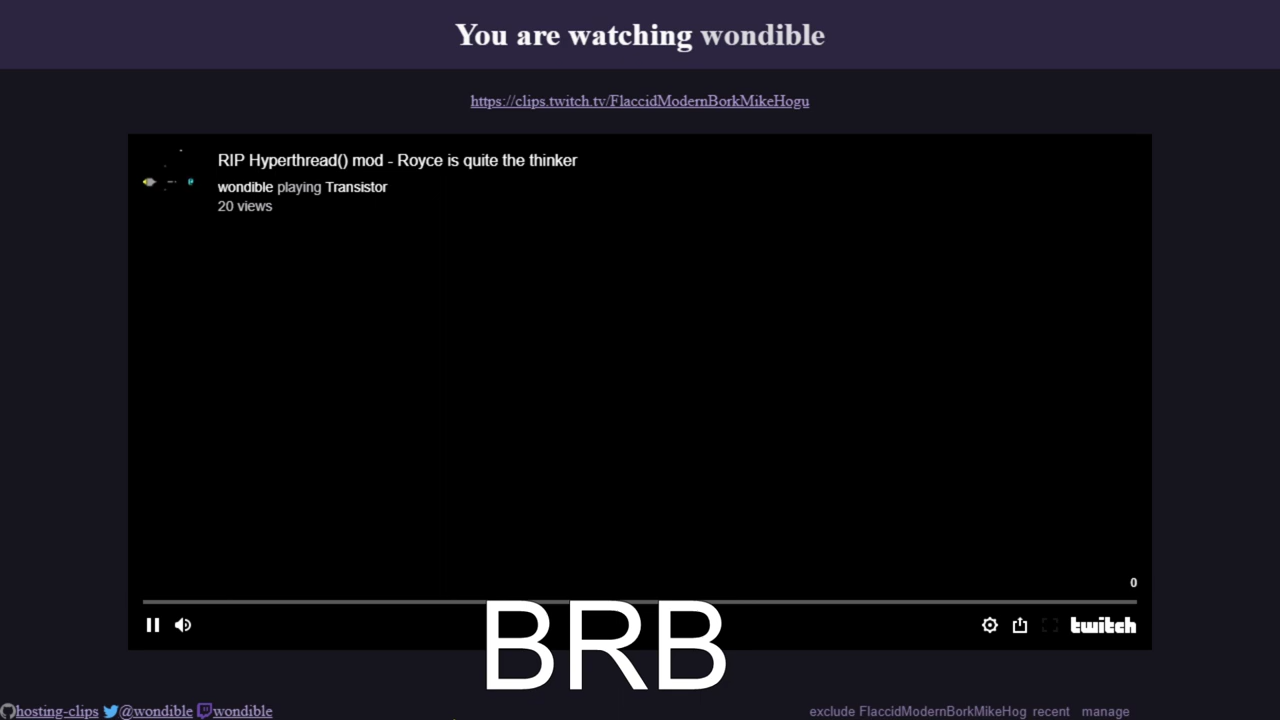 You are watching wondible
https://clips.twitch.tv/FlaccidModernBorkMikeHogu
RIP Hyperthread() mod - Royce is quite the thinker
wondible playing Transistor
20 views
0
twitch
BRB
hosting-clips @wondible wondible
exclude FlaccidModernBorkMikeHog recent manage